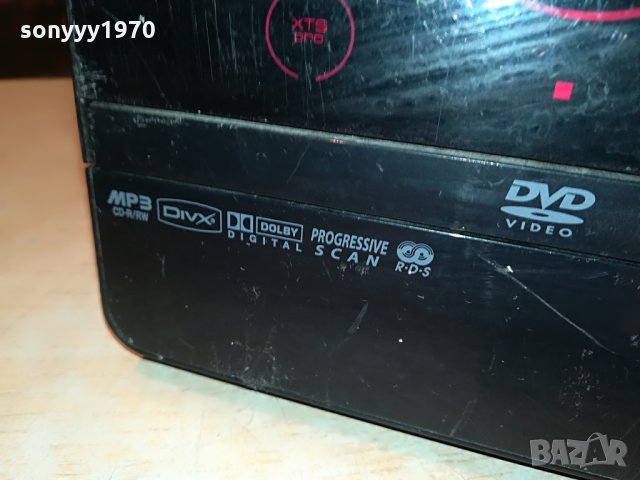 sonyyy1970
XTS
pro
MP3
CD-R/RW
DivX
DOLBY
DIGITAL
PROGRESSIVE
SCAN
R·D·S
DVD
VIDEO
BAZAR